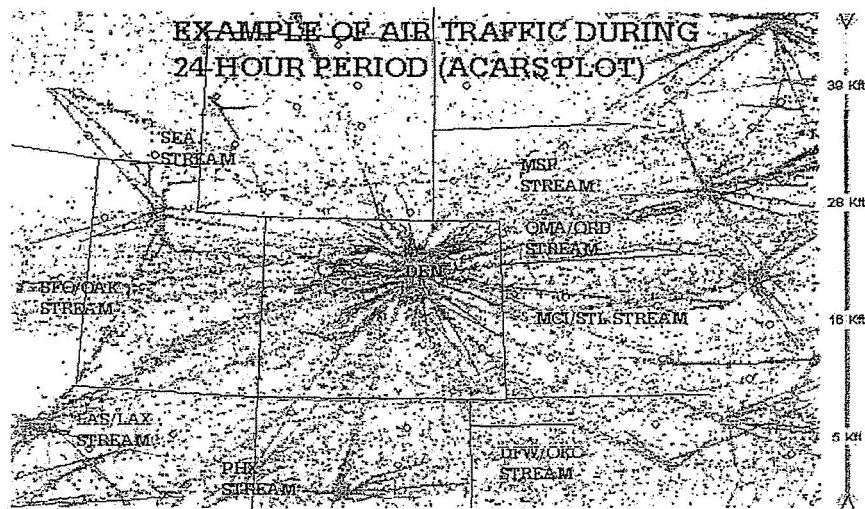 EXAMPLE OF AIR TRAFFIC DURING
24-HOUR PERIOD (ACARS PLOT)
39 Kft
SEA
STREAM
MSP
STREAM
28 Kft
OMA/ORD
STREAM
DEN
SFO/OAK
STREAM
MCI/STL STREAM
16 Kft
LAS/LAX
STREAM
5 Kft
PHX
STREAM
DFW/OKC
STREAM